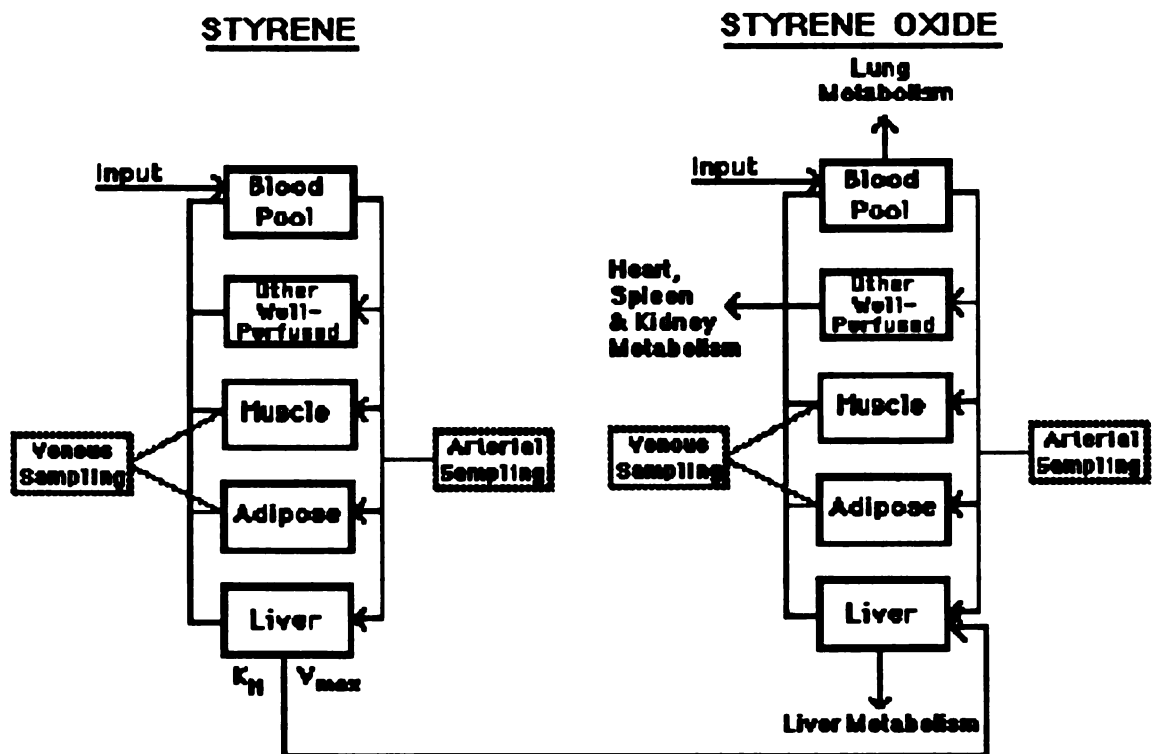 STYRENE
Input
Blood
Pool
Other
Well-
Perfused
Muscle
Venous
Sampling
Arterial
Sampling
Adipose
Liver
KM Vmax
STYRENE OXIDE
Lung
Metabolism
Input
Blood
Pool
Heart,
Spleen
& Kidney
Metabolism
Other
Well-
Perfused
Muscle
Venous
Sampling
Arterial
Sampling
Adipose
Liver
Liver Metabolism